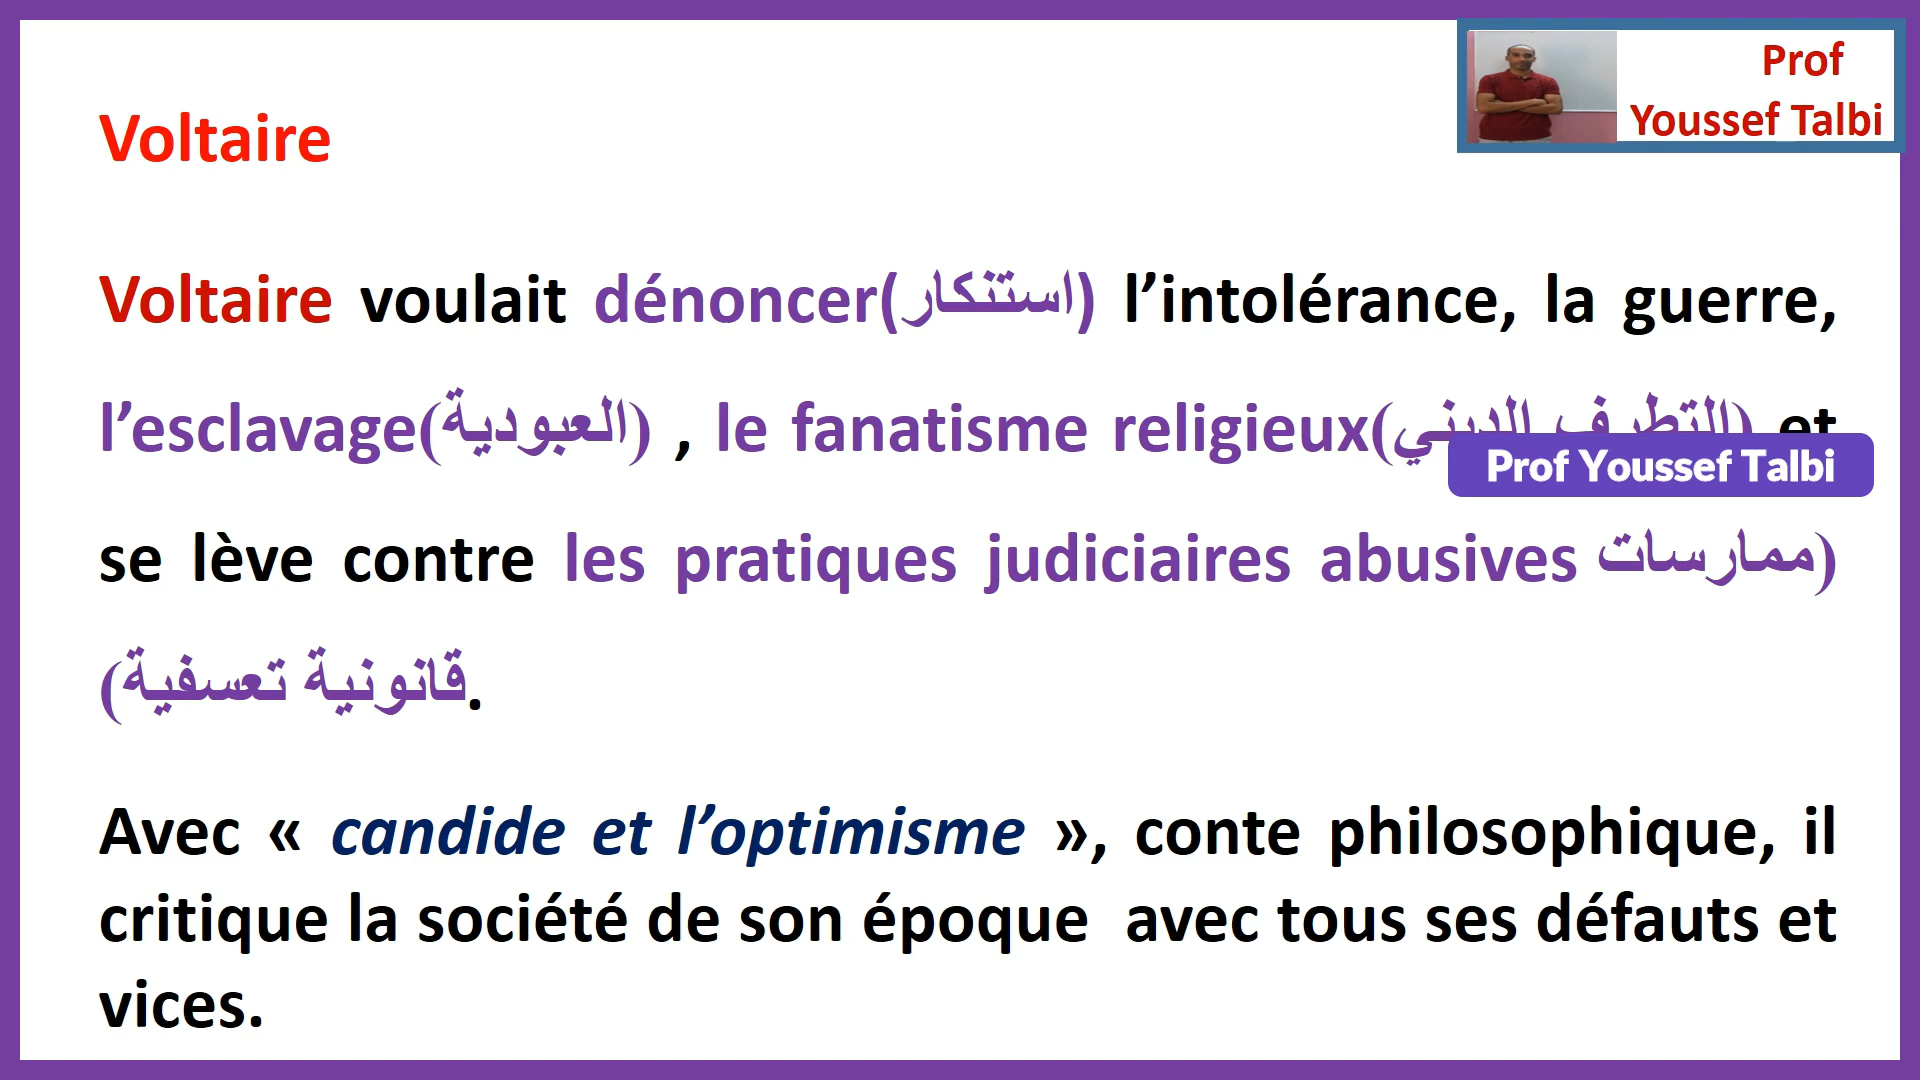 Prof
Youssef Talbi
Voltaire
Voltaire voulait dénoncer(استنكار) l’intolérance, la guerre,
l’esclavage(العبودية) , le fanatisme religieux(التطرف الديني) et
Prof Youssef Talbi
se lève contre les pratiques judiciaires abusives (ممارسات
قانونية تعسفية).
Avec « candide et l’optimisme », conte philosophique, il
critique la société de son époque avec tous ses défauts et
vices.